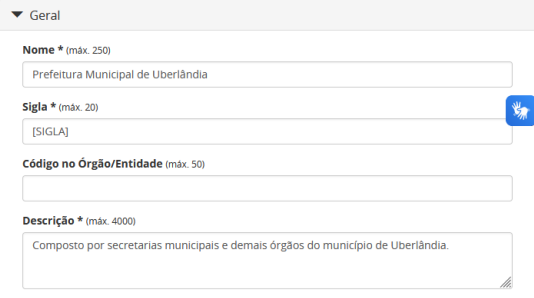 Geral
Nome * (máx. 250)
Prefeitura Municipal de Uberlândia
Sigla * (máx. 20)
[SIGLA]
Código no Órgão/Entidade (máx. 50)
Descrição * (máx. 4000)
Composto por secretarias municipais e demais órgãos do município de Uberlândia.